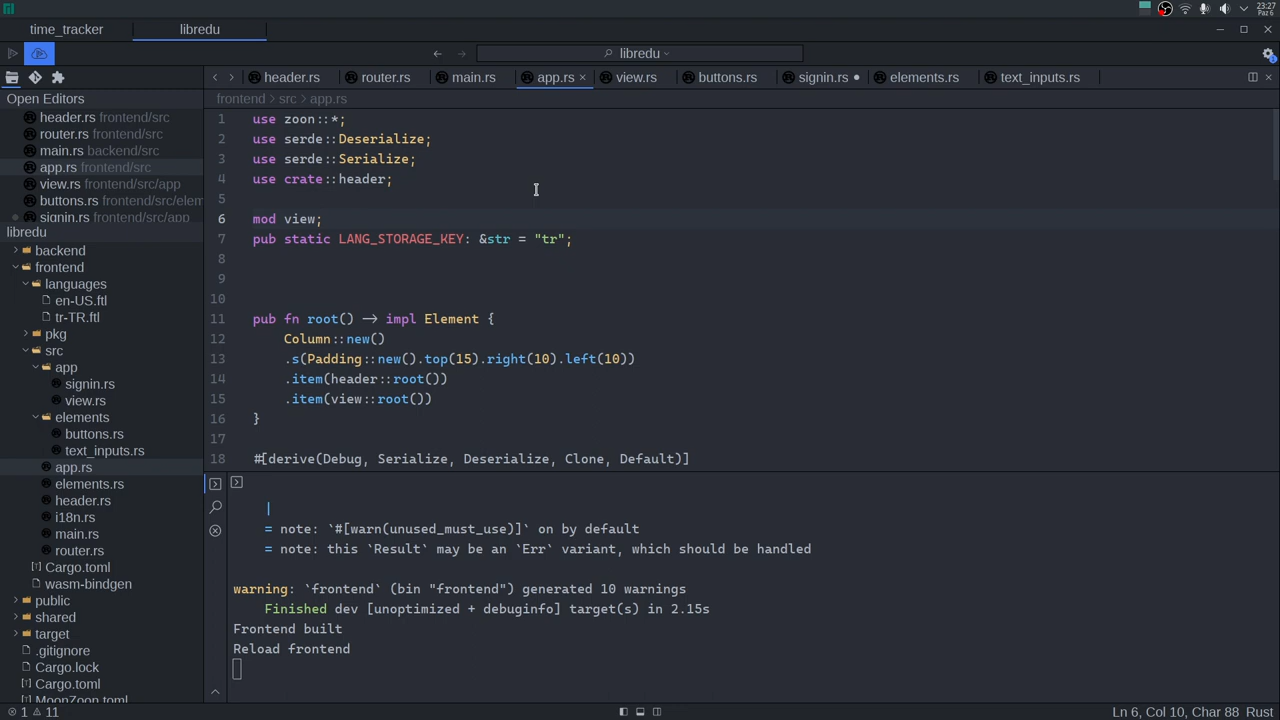 23:27
Paz 6
time_tracker
libredu
libredu
header.rs
router.rs
main.rs
app.rs ×
view.rs
buttons.rs
signin.rs ●
elements.rs
text_inputs.rs
Open Editors
header.rs frontend/src
router.rs frontend/src
main.rs backend/src
app.rs frontend/src
view.rs frontend/src/app
buttons.rs frontend/src/elem
signin.rs frontend/src/app
libredu
backend
frontend
languages
en-US.ftl
tr-TR.ftl
pkg
src
app
signin.rs
view.rs
elements
buttons.rs
text_inputs.rs
app.rs
elements.rs
header.rs
i18n.rs
main.rs
router.rs
Cargo.toml
wasm-bindgen
public
shared
target
.gitignore
Cargo.lock
Cargo.toml
MoonZoon.toml
frontend › src › app.rs
1 use zoon::*;
2 use serde::Deserialize;
3 use serde::Serialize;
4 use crate::header;
5
6 mod view;
7 pub static LANG_STORAGE_KEY: &str = "tr";
8
9
10
11 pub fn root() -> impl Element {
12     Column::new()
13     .s(Padding::new().top(15).right(10).left(10))
14     .item(header::root())
15     .item(view::root())
16 }
17
18 #[derive(Debug, Serialize, Deserialize, Clone, Default)]
|
= note: `#[warn(unused_must_use)]` on by default
= note: this `Result` may be an `Err` variant, which should be handled
warning: `frontend` (bin "frontend") generated 10 warnings
Finished dev [unoptimized + debuginfo] target(s) in 2.15s
Frontend built
Reload frontend
1 11
Ln 6, Col 10, Char 88 Rust